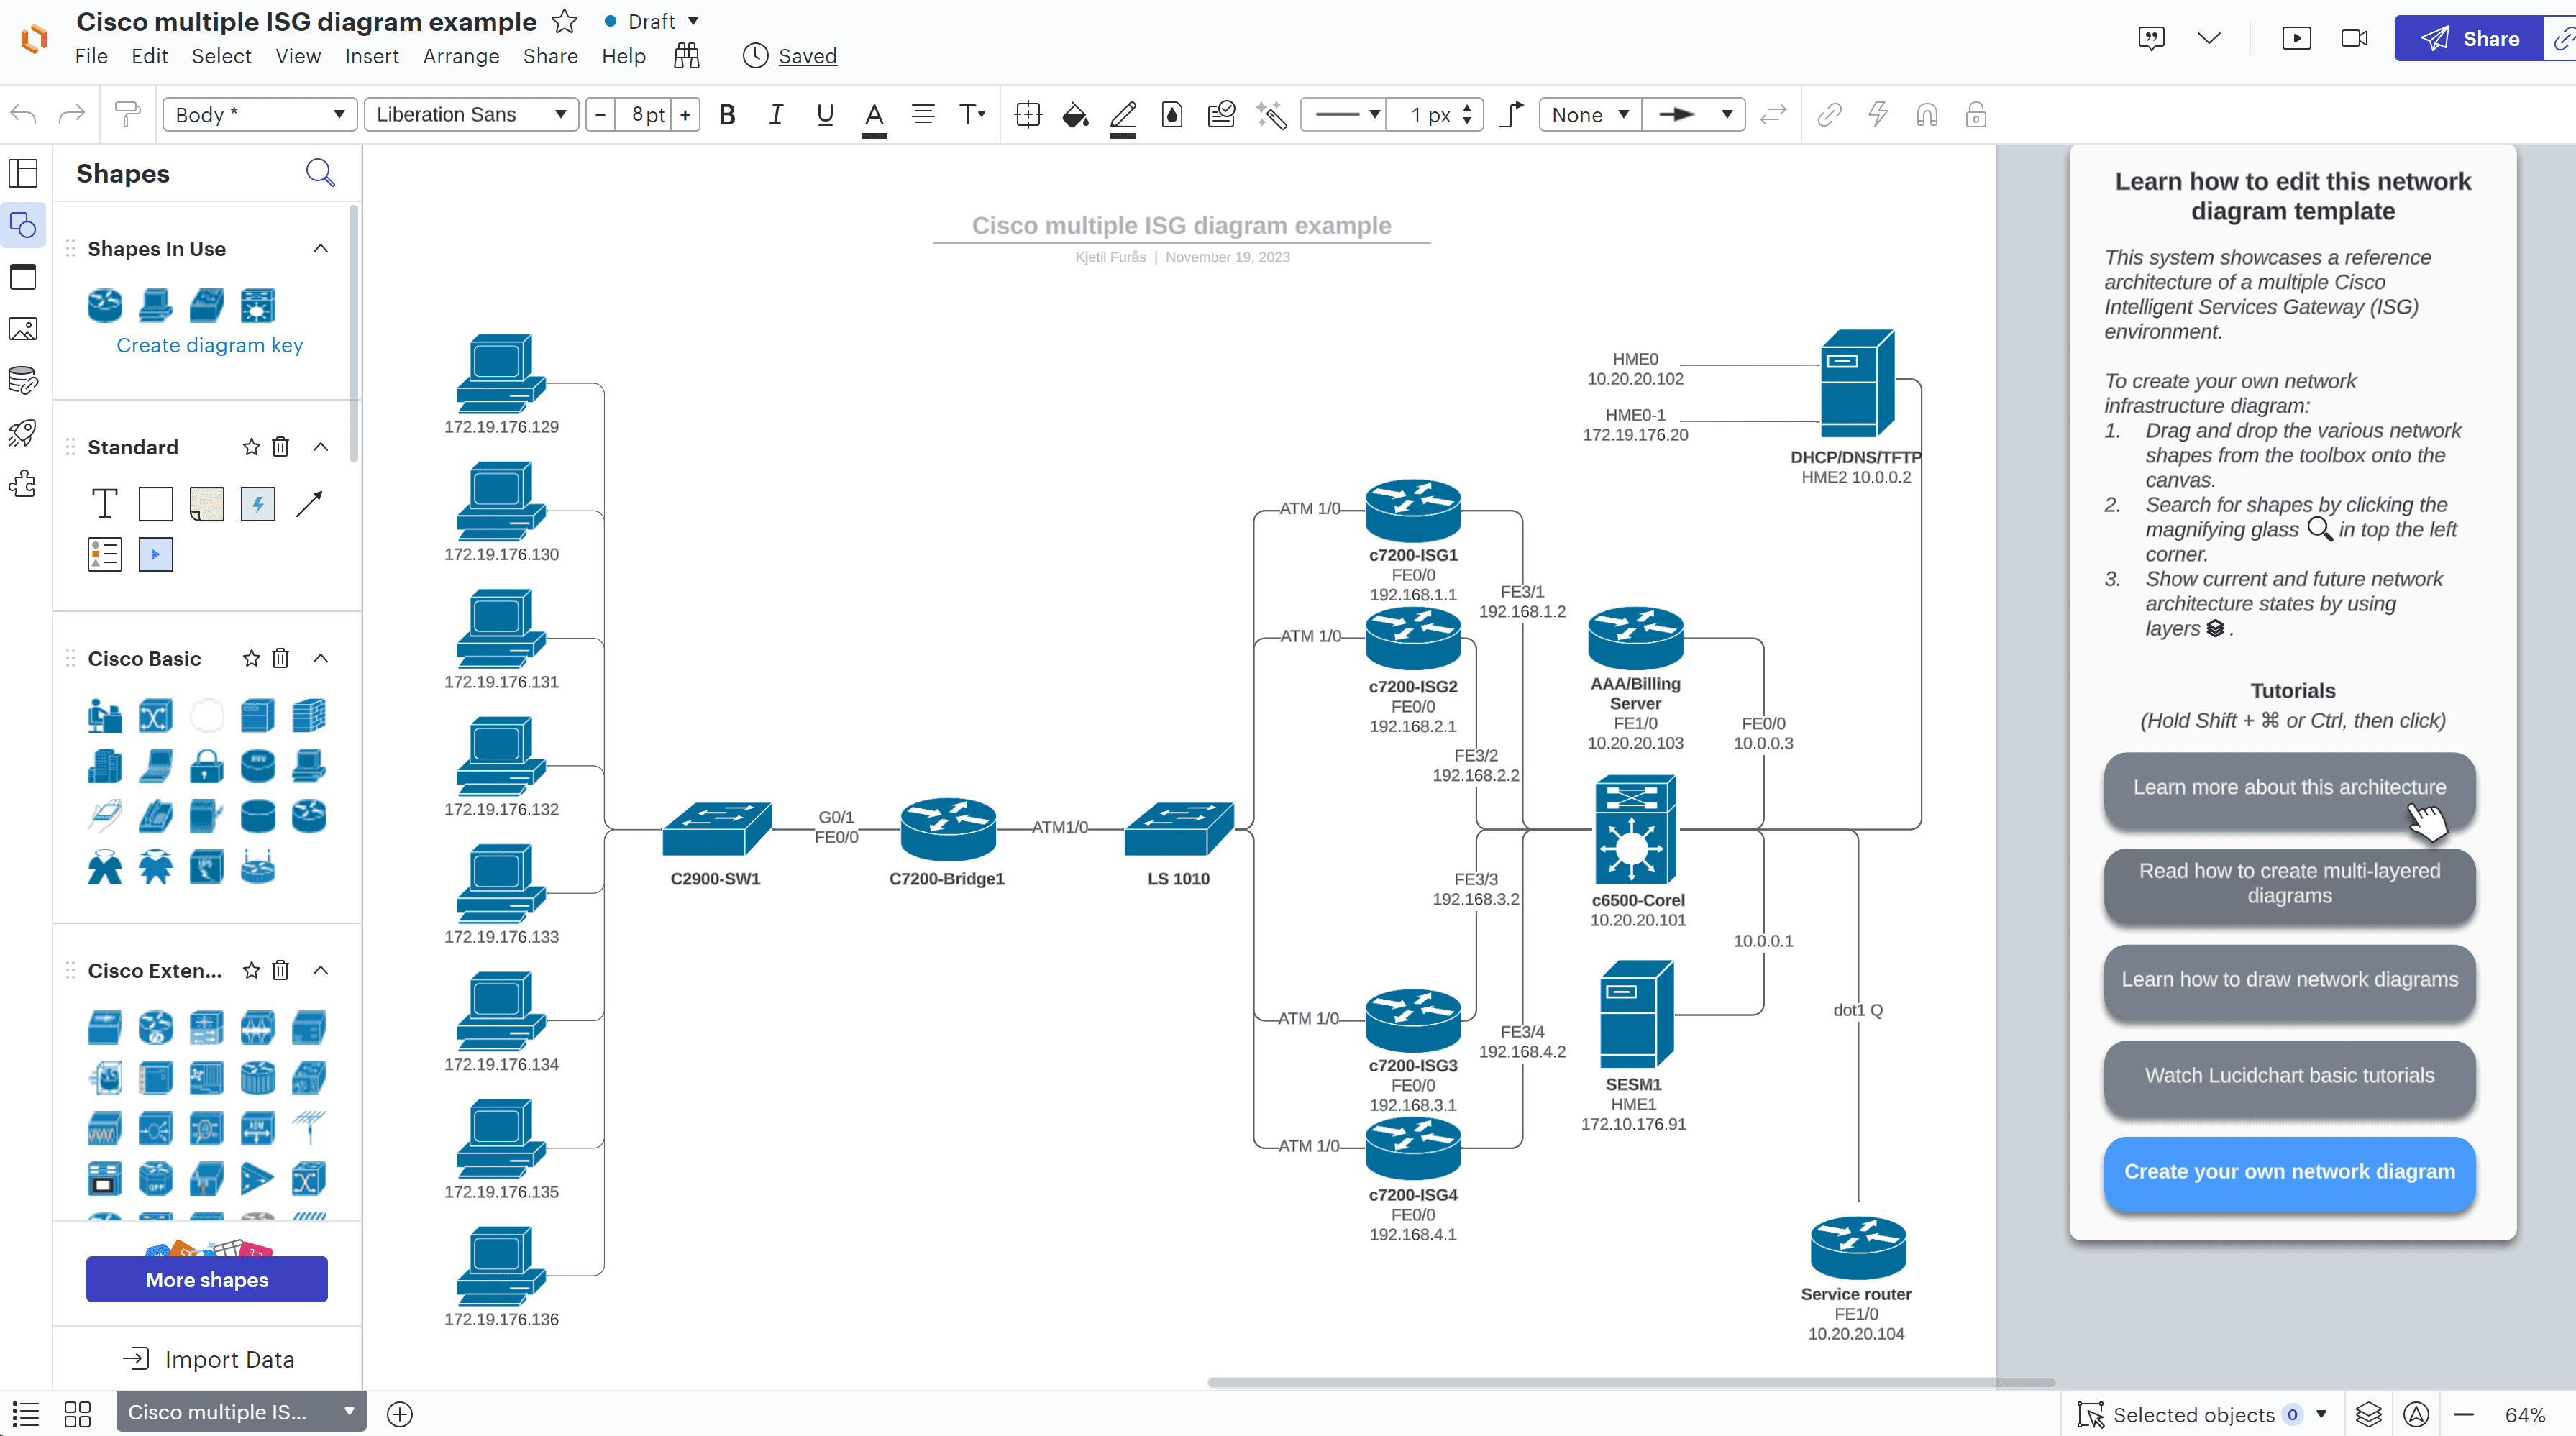 Cisco multiple ISG diagram example
Draft
File Edit Select View Insert Arrange Share Help
Saved
Share
Body *
Liberation Sans
8 pt
1 px
None
Shapes
Shapes In Use
Create diagram key
Standard
Cisco Basic
Cisco Exten...
More shapes
Import Data
Cisco multiple ISG diagram example
Kjetil Furås | November 19, 2023
172.19.176.129
172.19.176.130
172.19.176.131
172.19.176.132
172.19.176.133
172.19.176.134
172.19.176.135
172.19.176.136
C2900-SW1
G0/1
FE0/0
C7200-Bridge1
ATM1/0
LS 1010
ATM 1/0
ATM 1/0
ATM 1/0
ATM 1/0
c7200-ISG1
FE0/0
192.168.1.1
c7200-ISG2
FE0/0
192.168.2.1
c7200-ISG3
FE0/0
192.168.3.1
c7200-ISG4
FE0/0
192.168.4.1
FE3/1
192.168.1.2
FE3/2
192.168.2.2
FE3/3
192.168.3.2
FE3/4
192.168.4.2
HME0
10.20.20.102
HME0-1
172.19.176.20
DHCP/DNS/TFTP
HME2 10.0.0.2
AAA/Billing
Server
FE1/0
10.20.20.103
FE0/0
10.0.0.3
c6500-Corel
10.20.20.101
10.0.0.1
SESM1
HME1
172.10.176.91
dot1 Q
Service router
FE1/0
10.20.20.104
Learn how to edit this network
diagram template
This system showcases a reference
architecture of a multiple Cisco
Intelligent Services Gateway (ISG)
environment.
To create your own network
infrastructure diagram:
1. Drag and drop the various network
shapes from the toolbox onto the
canvas.
2. Search for shapes by clicking the
magnifying glass in top the left
corner.
3. Show current and future network
architecture states by using
layers .
Tutorials
(Hold Shift + ⌘ or Ctrl, then click)
Learn more about this architecture
Read how to create multi-layered
diagrams
Learn how to draw network diagrams
Watch Lucidchart basic tutorials
Create your own network diagram
Cisco multiple IS...
Selected objects 0
64%